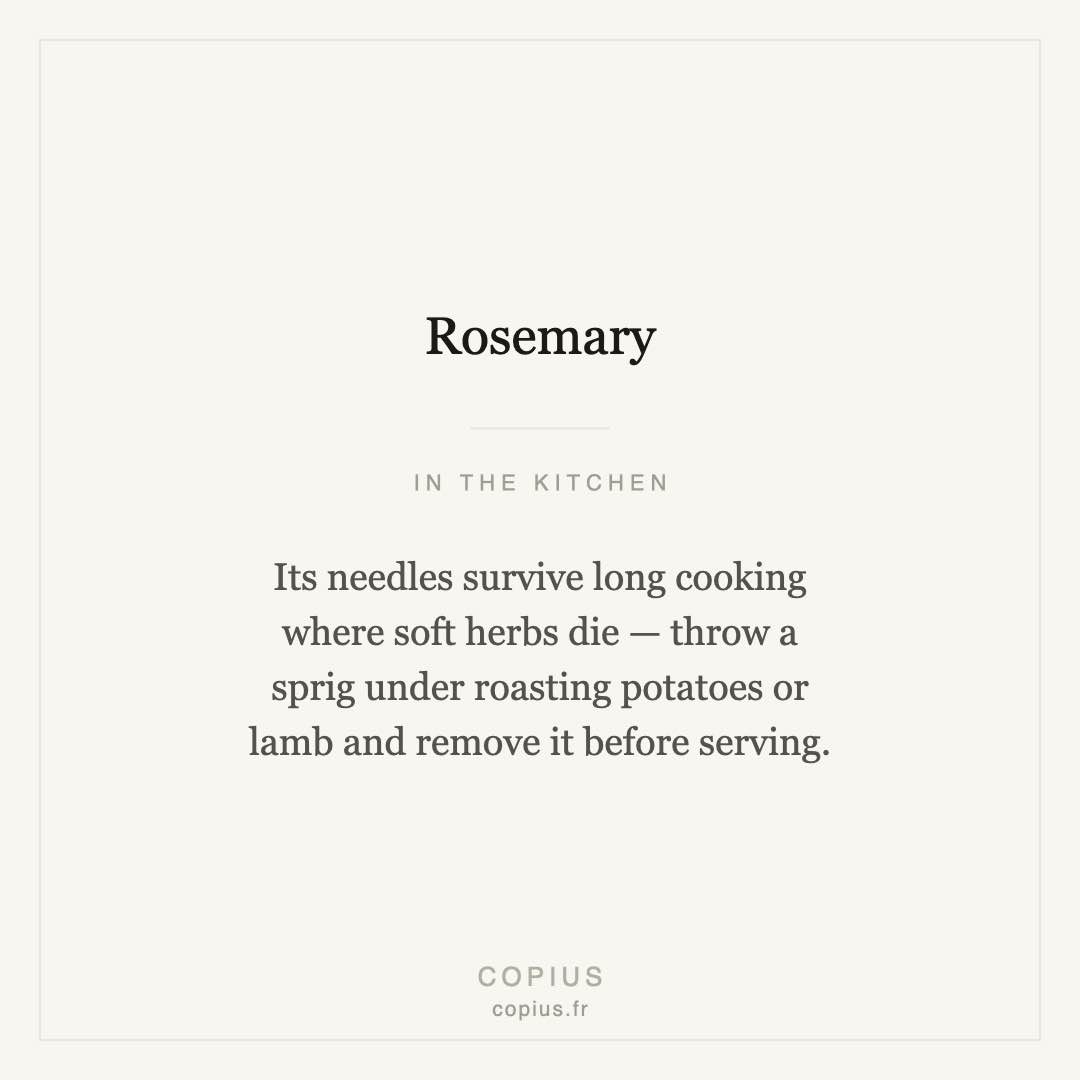 Rosemary
IN THE KITCHEN
Its needles survive long cooking
where soft herbs die — throw a
sprig under roasting potatoes or
lamb and remove it before serving.
COPIUS
copius.fr